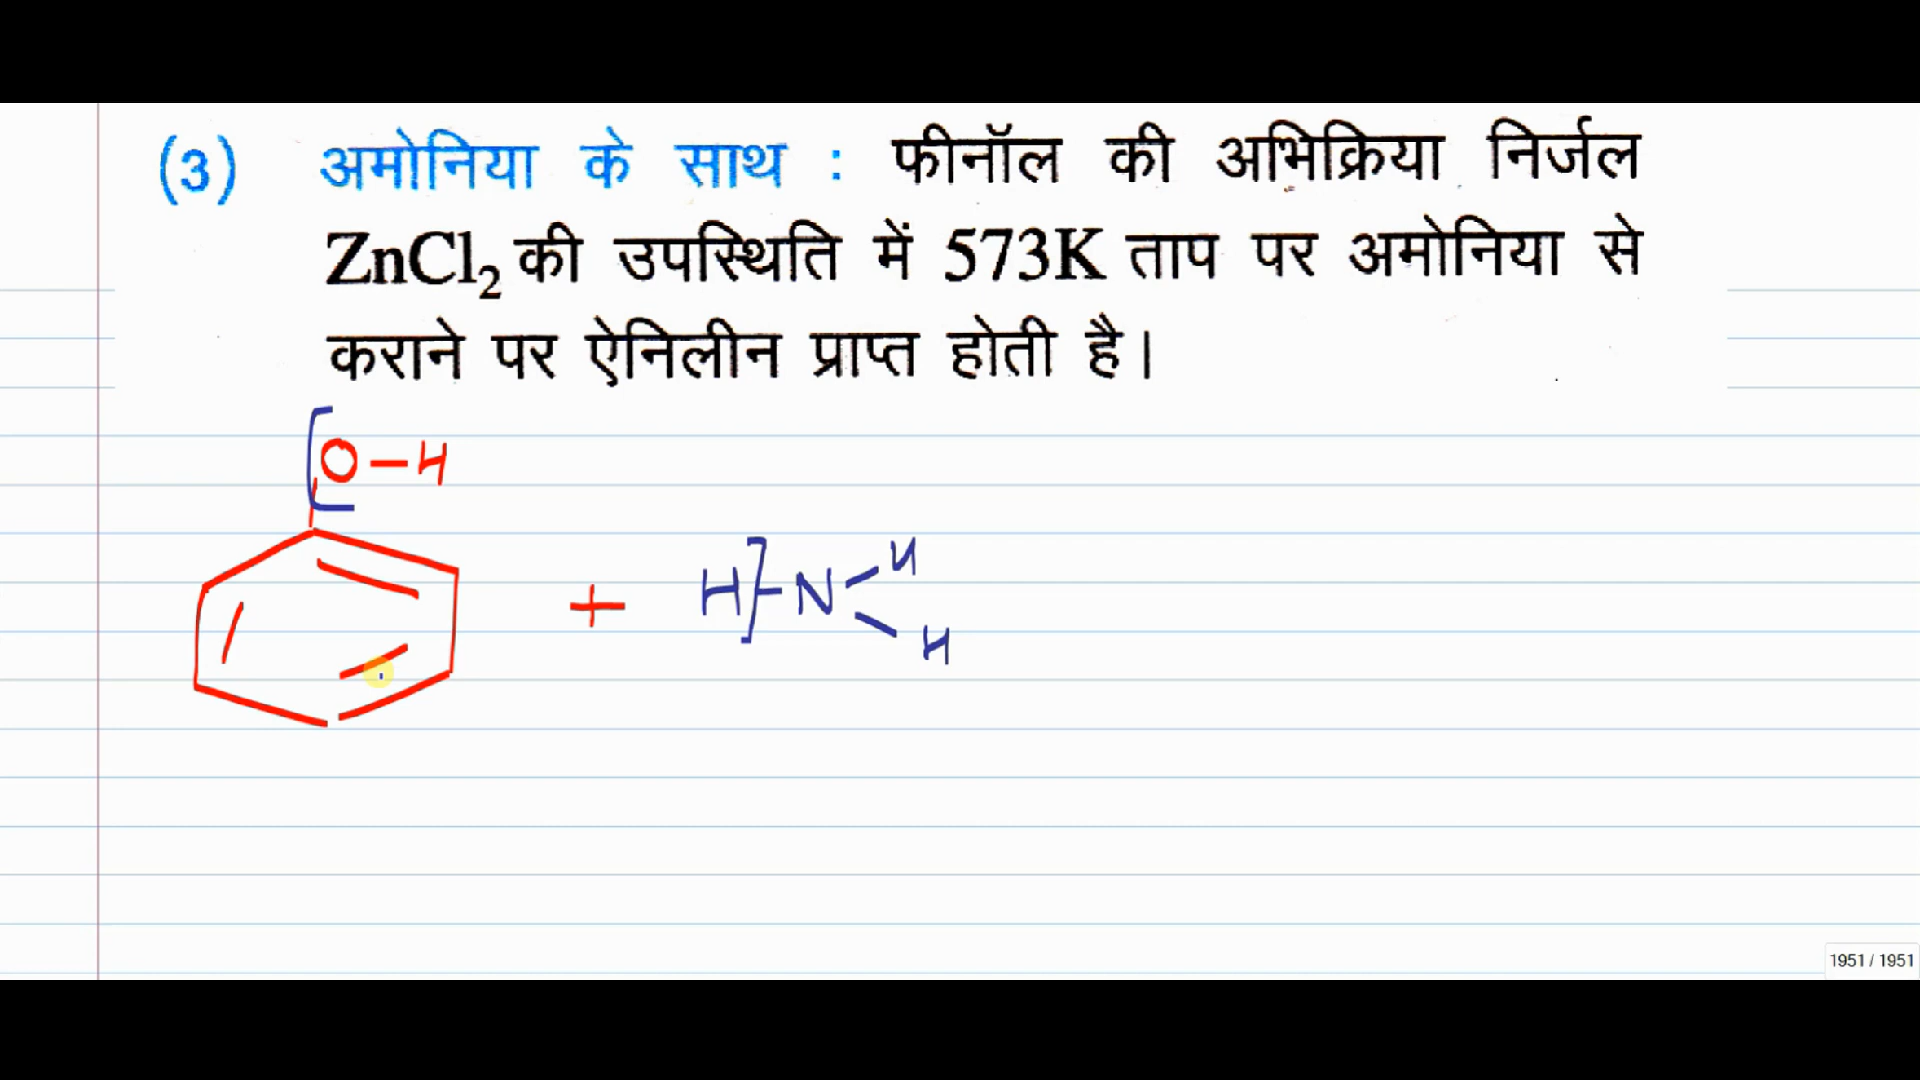 (3) अमोनिया के साथ : फीनॉल की अभिक्रिया निर्जल
ZnCl₂ की उपस्थिति में 573K ताप पर अमोनिया से
कराने पर ऐनिलीन प्राप्त होती है।
O – H
+ H – N – H
H
1951 / 1951